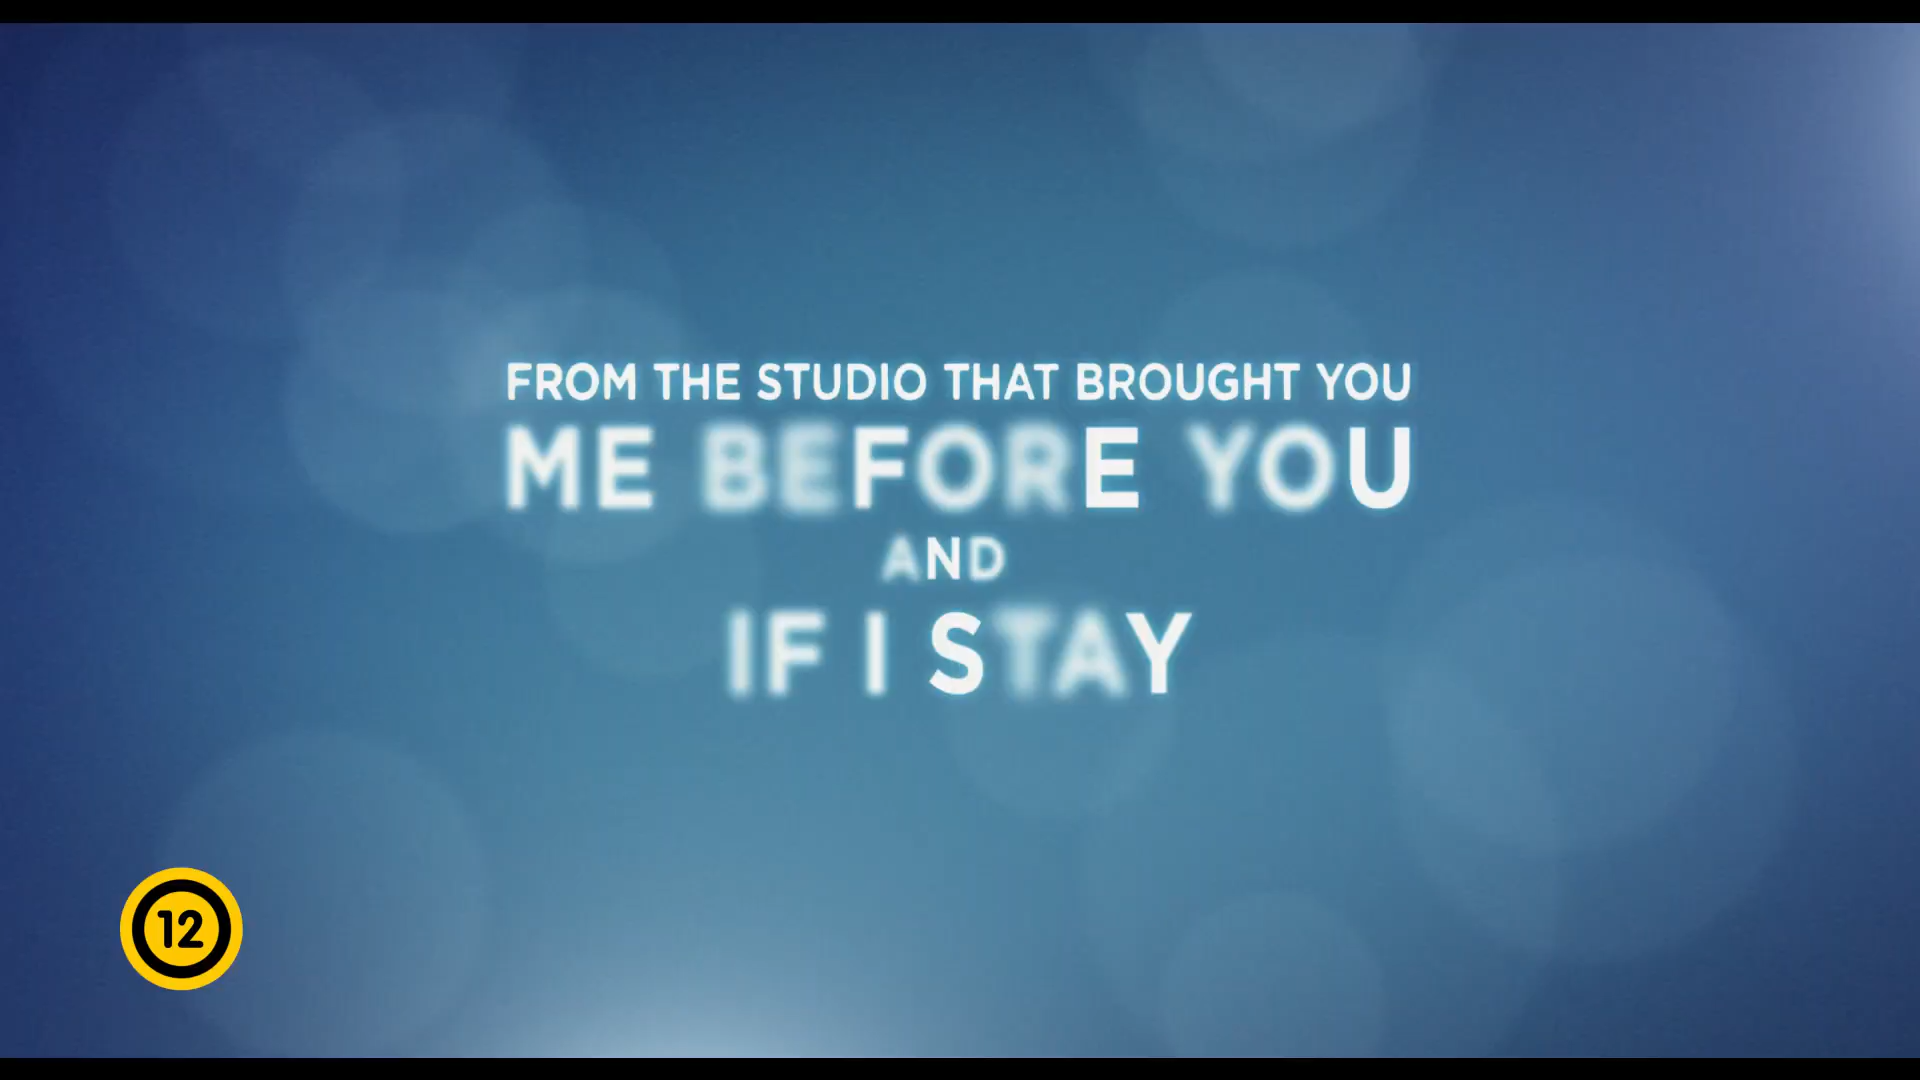 FROM THE STUDIO THAT BROUGHT YOU
ME BEFORE YOU
AND
IF I STAY
12